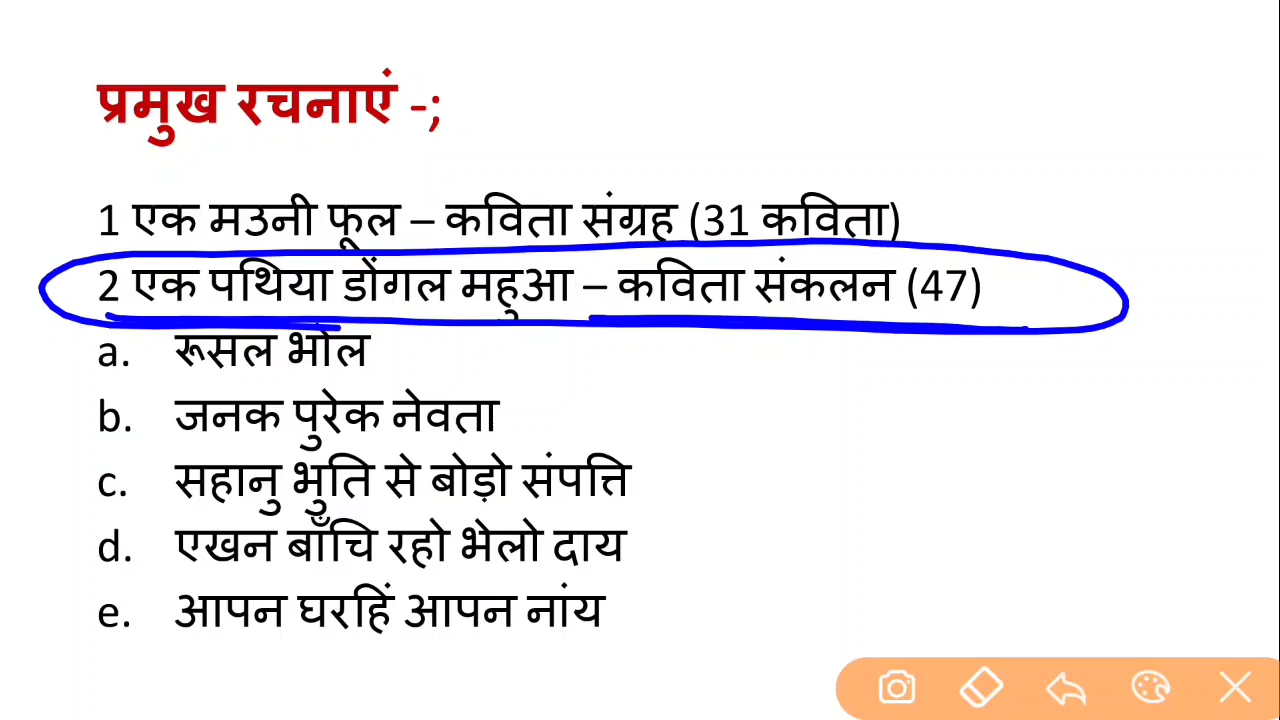 प्रमुख रचनाएं -;
1 एक मउनी फूल – कविता संग्रह (31 कविता)
2 एक पथिया डोंगल महुआ – कविता संकलन (47)
a. रूसल भोल
b. जनक पुरेक नेवता
c. सहानु भुति से बोड़ो संपत्ति
d. एखन बाँचि रहो भेलो दाय
e. आपन घरहिं आपन नांय